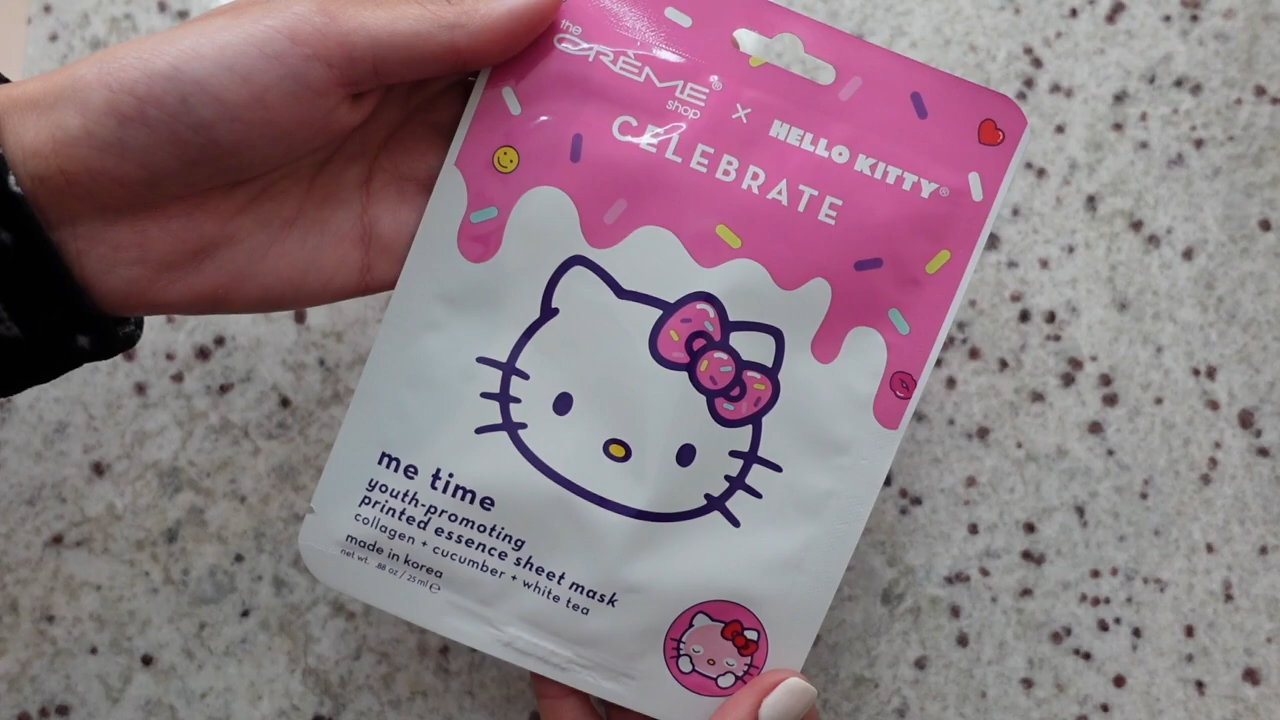 the
CRÈME®
shop
x HELLO KITTY®
CELEBRATE
me time
youth-promoting
printed essence sheet mask
collagen + cucumber + white tea
made in korea
net wt. .88 oz / 25 ml ℮